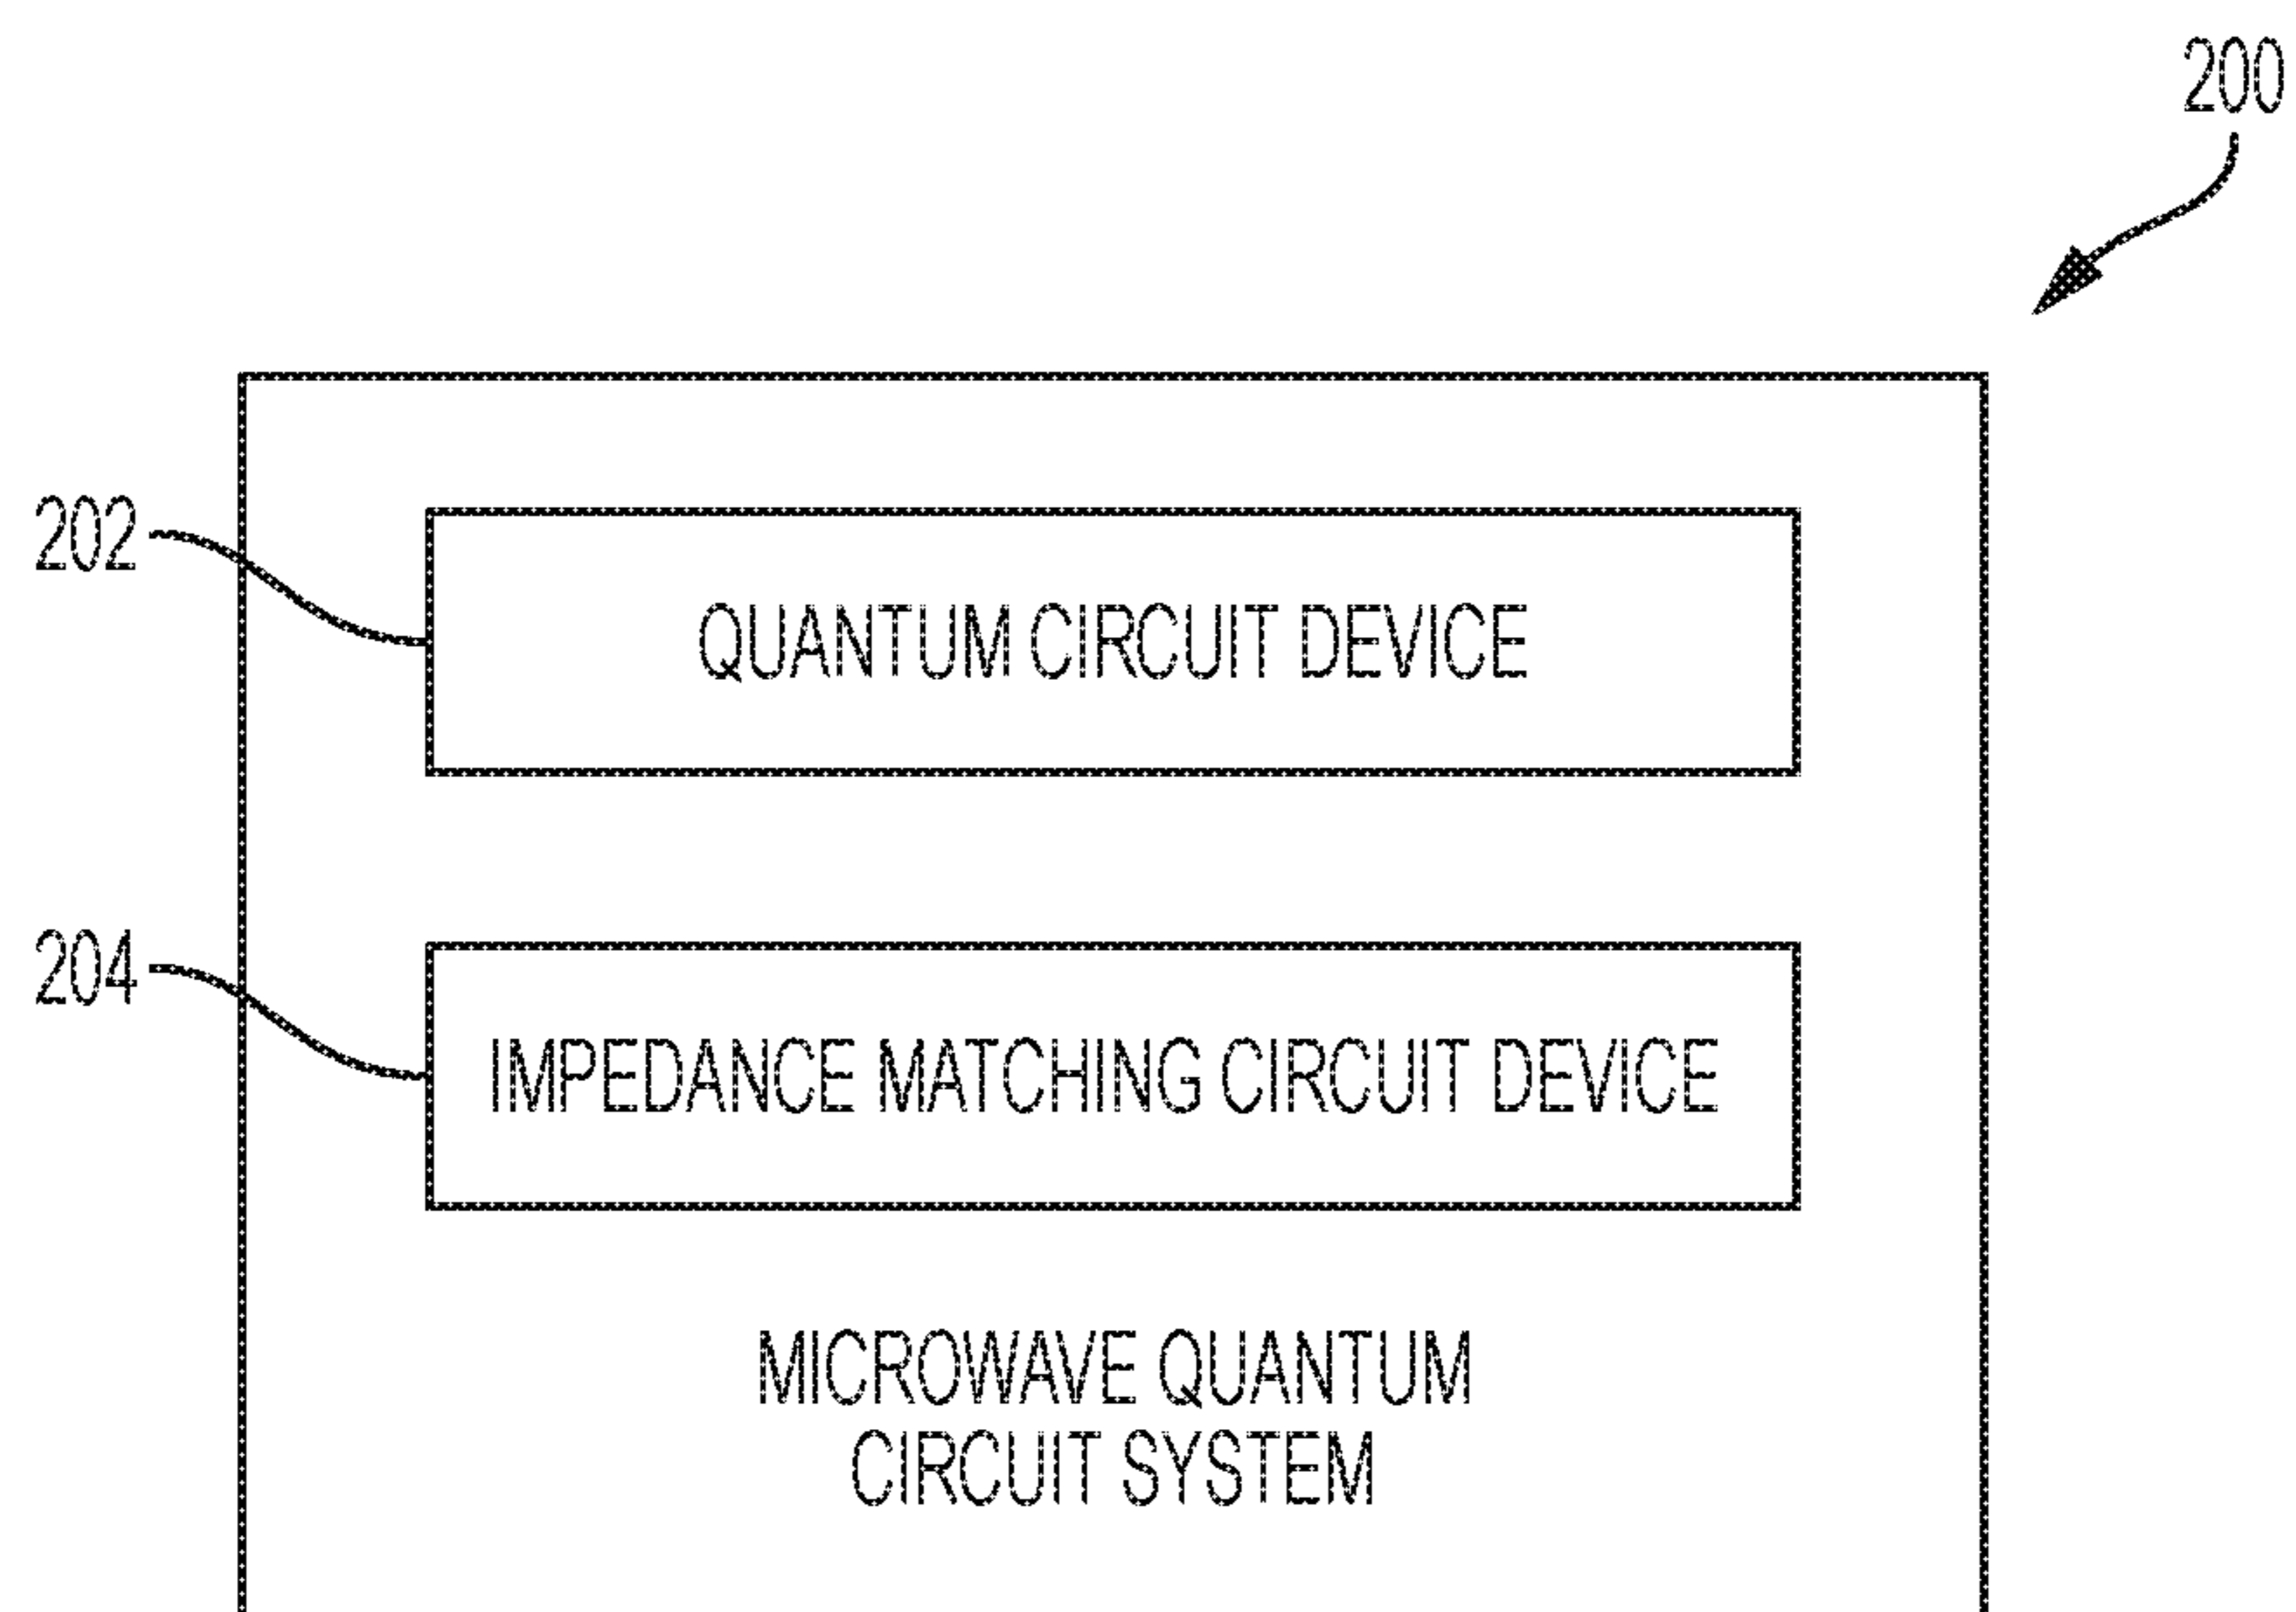 200
202
QUANTUM CIRCUIT DEVICE
204
IMPEDANCE MATCHING CIRCUIT DEVICE
MICROWAVE QUANTUM
CIRCUIT SYSTEM